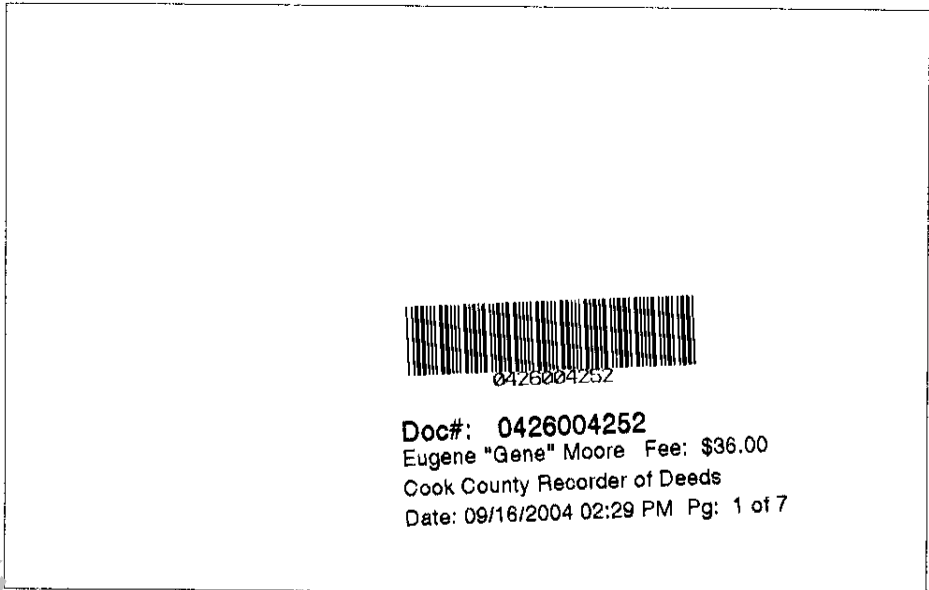 0426004252
Doc#: 0426004252
Eugene "Gene" Moore Fee: $36.00
Cook County Recorder of Deeds
Date: 09/16/2004 02:29 PM Pg: 1 of 7